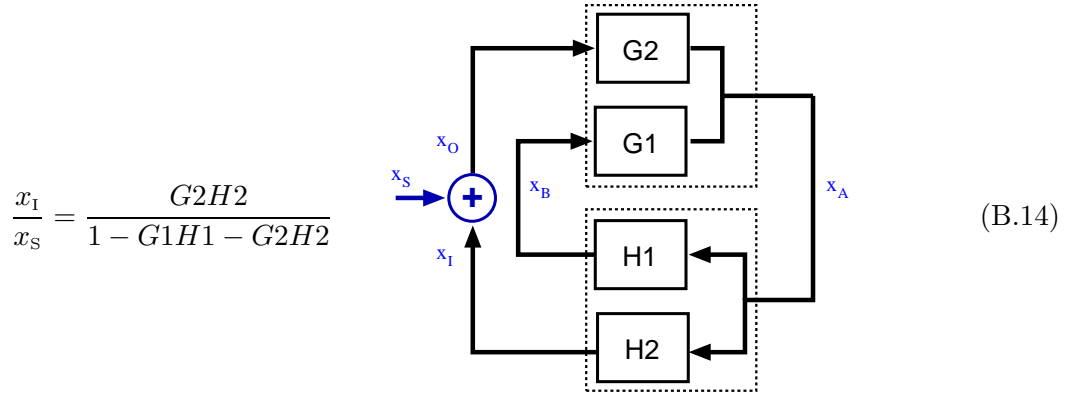 G2
x_O
G1
x_S
+
x_B
x_A
x_I/x_S = G2H2/(1 − G1H1 − G2H2)
(B.14)
x_I
H1
H2